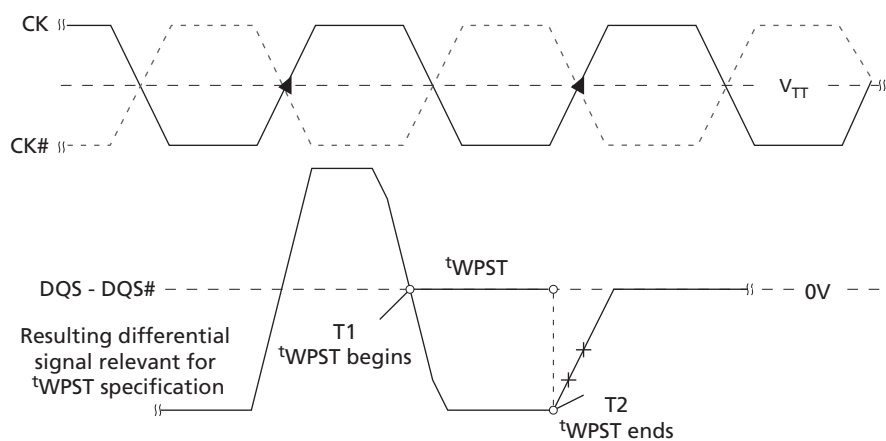 CK
V_TT
CK#
tWPST
DQS - DQS#
0V
Resulting differential
signal relevant for
tWPST specification
T1
tWPST begins
T2
tWPST ends